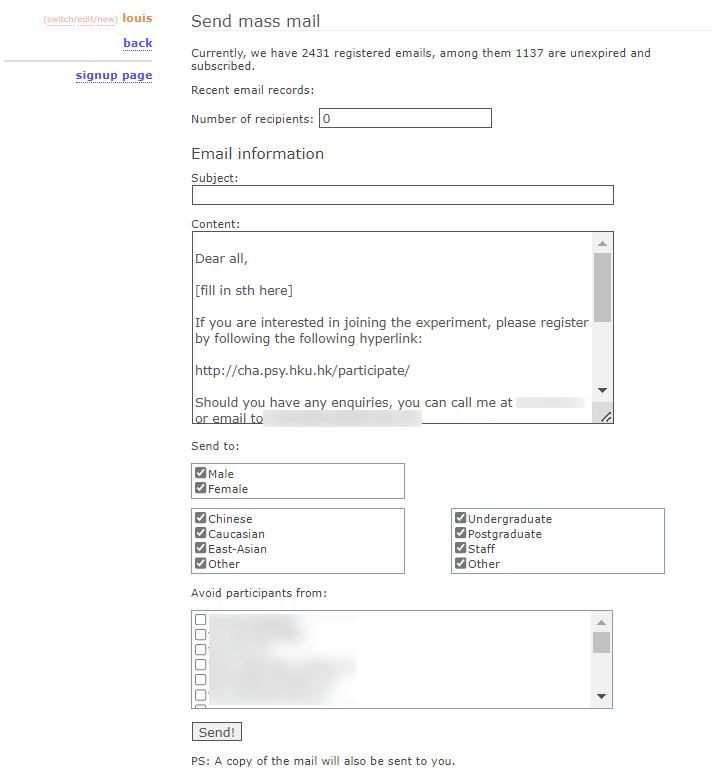 (switch/edit/new) louis
back
signup page
Send mass mail
Currently, we have 2431 registered emails, among them 1137 are unexpired and
subscribed.
Recent email records:
Number of recipients: 0
Email information
Subject:
Content:
Dear all,
[fill in sth here]
If you are interested in joining the experiment, please register
by following the following hyperlink:
http://cha.psy.hku.hk/participate/
Should you have any enquiries, you can call me at
or email to
Send to:
Male
Female
Chinese
Caucasian
East-Asian
Other
Undergraduate
Postgraduate
Staff
Other
Avoid participants from:
Send!
PS: A copy of the mail will also be sent to you.